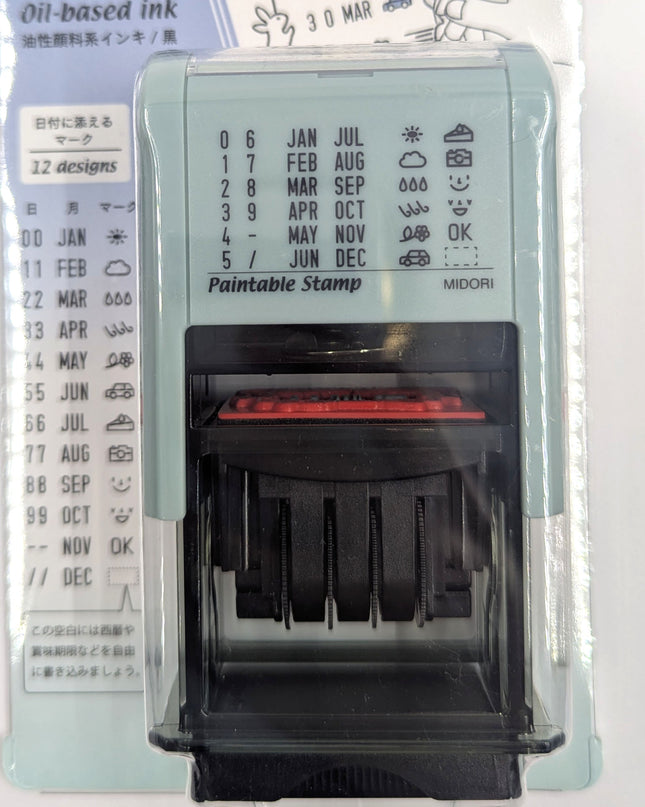 Oil-based ink
油性顔料系インキ / 黒
30 MAR
0 6 JAN JUL
1 7 FEB AUG
2 8 MAR SEP
3 9 APR OCT
4 - MAY NOV OK
5 / JUN DEC
Paintable Stamp MIDORI
日付に添える
マーク
12 designs
日 月 マーク
00 JAN
11 FEB
22 MAR
33 APR
44 MAY
55 JUN
66 JUL
77 AUG
88 SEP
99 OCT
-- NOV OK
// DEC
この空白には西暦や
賞味期限などを自由
に書き込みましょう。